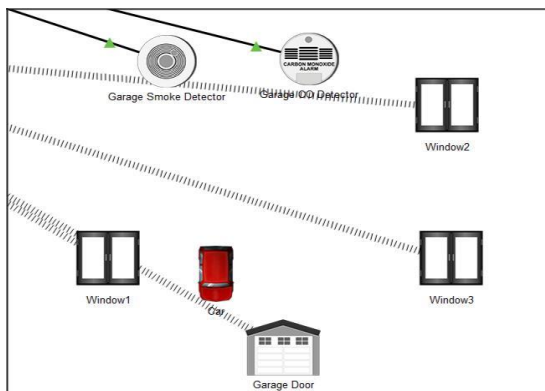 CARBON MONOXIDE
ALARM
Garage Smoke Detector
Garage CO Detector
Window2
Window1
Car
Window3
Garage Door